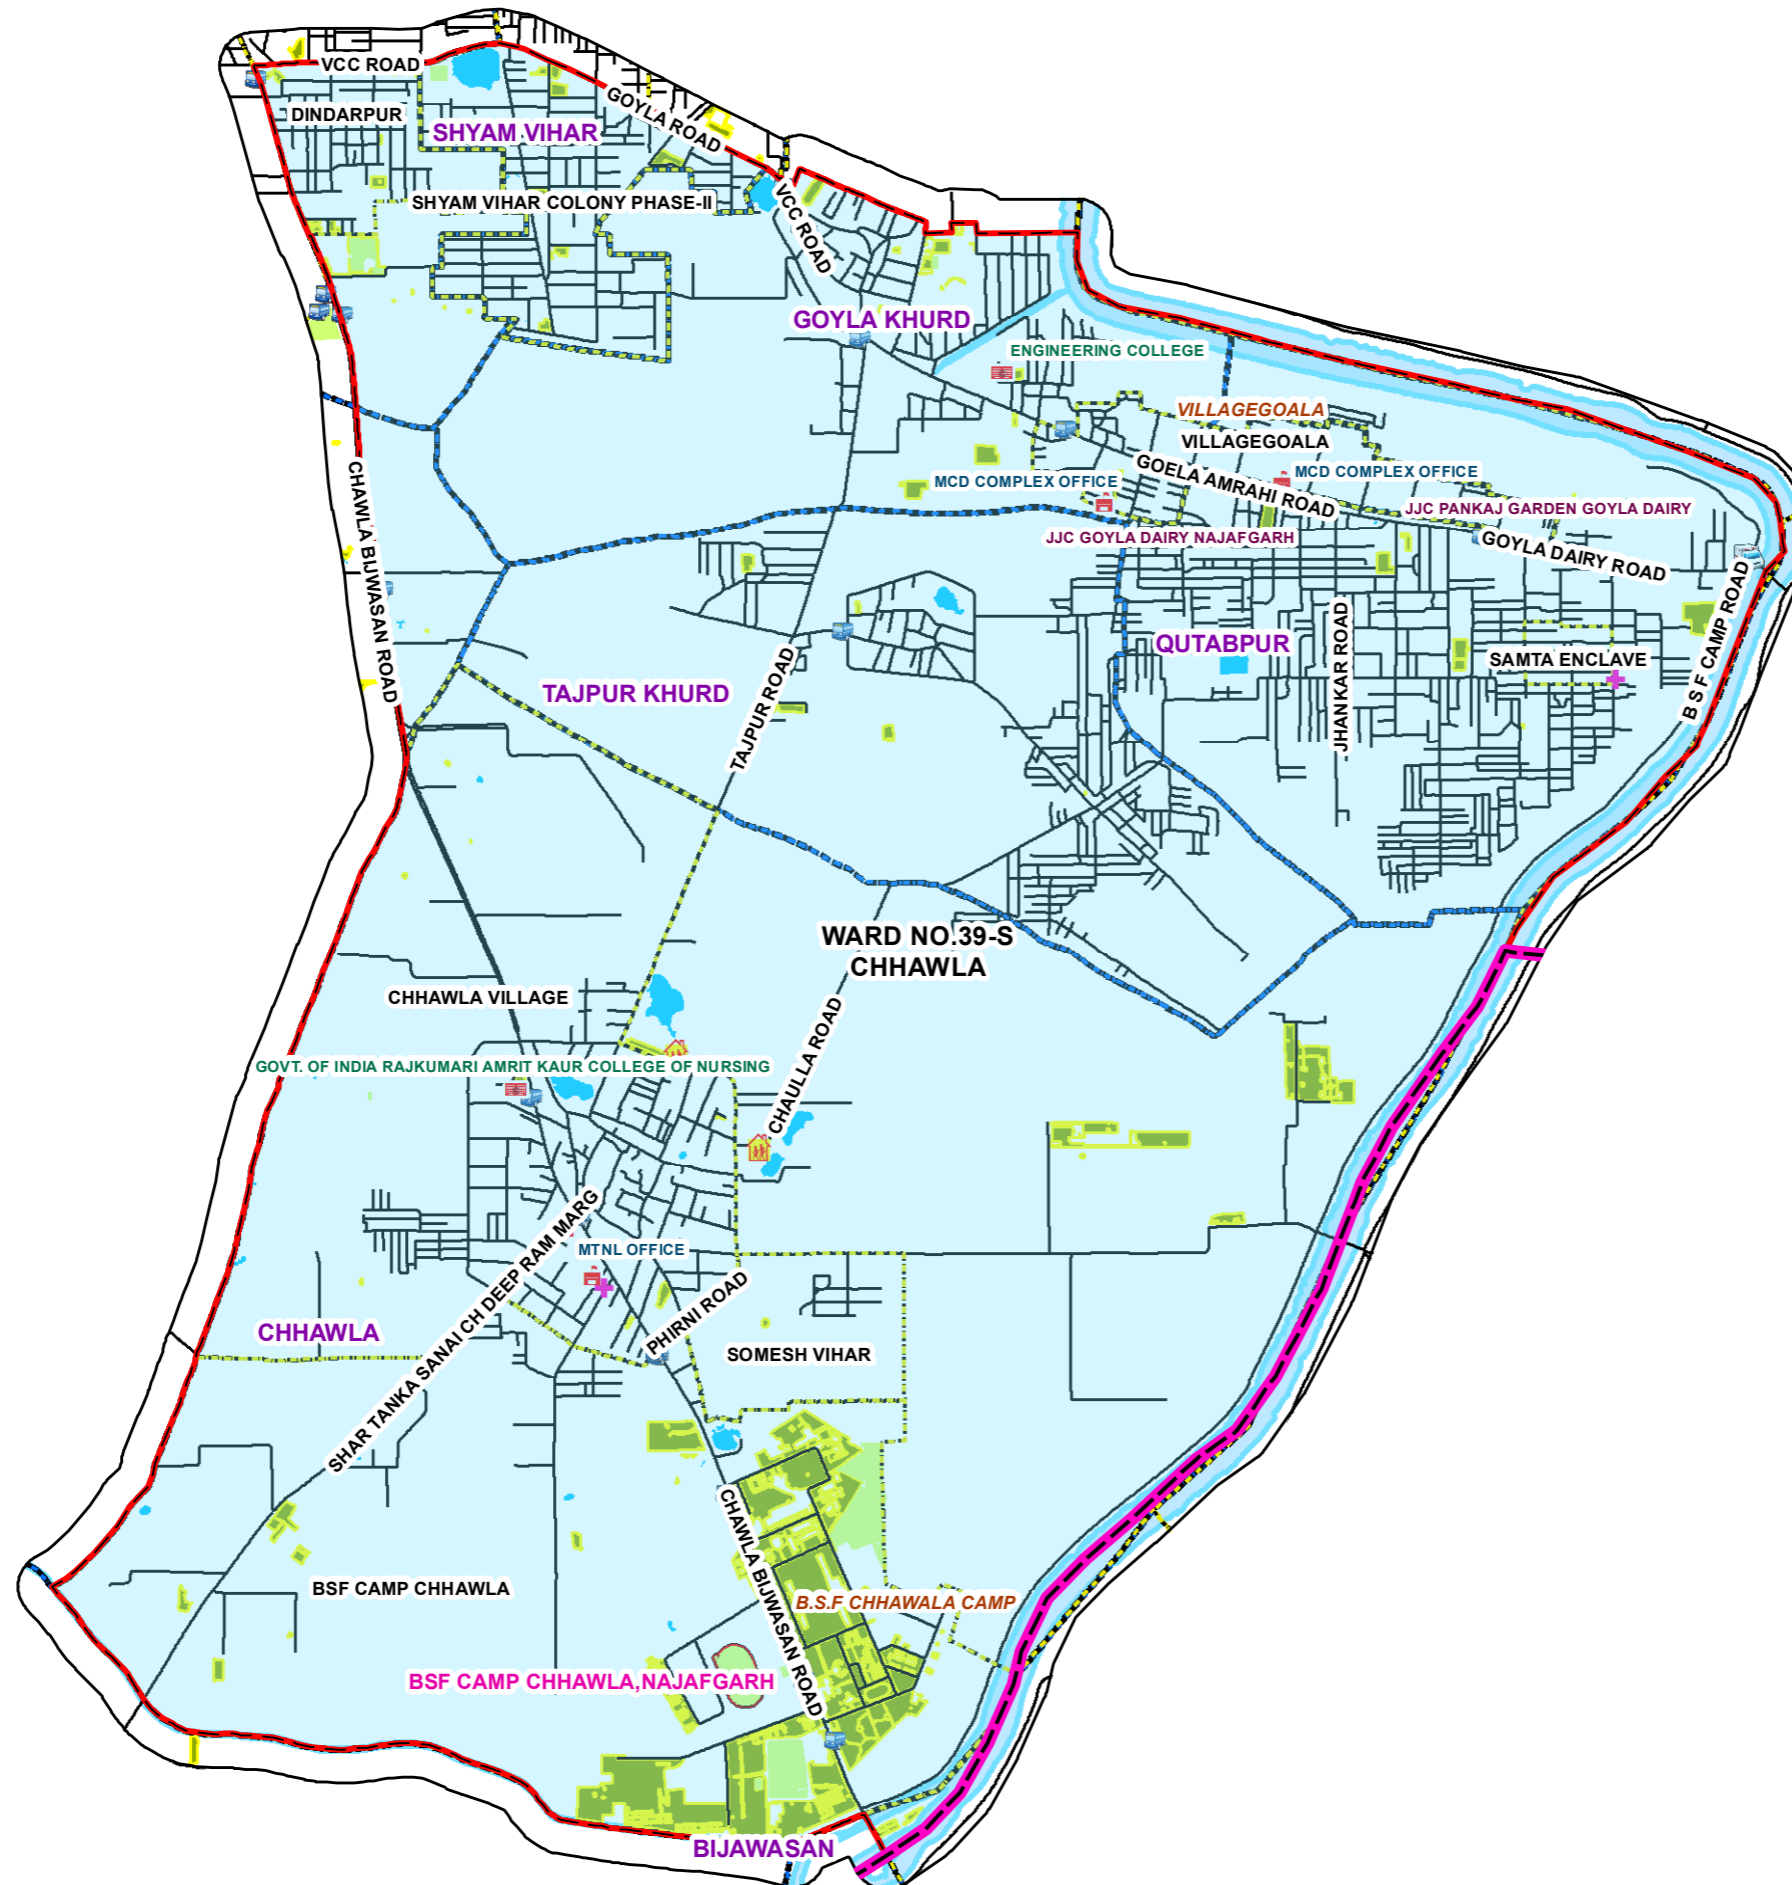 VCC ROAD
DINDARPUR
SHYAM VIHAR
GOYLA ROAD
SHYAM VIHAR COLONY PHASE-II
VCC ROAD
GOYLA KHURD
ENGINEERING COLLEGE
VILLAGEGOALA
VILLAGEGOALA
GOELA AMRAHI ROAD
MCD COMPLEX OFFICE
MCD COMPLEX OFFICE
JJC PANKAJ GARDEN GOYLA DAIRY
JJC GOYLA DAIRY NAJAFGARH
GOYLA DAIRY ROAD
CHAWLA BIJWASAN ROAD
B S F CAMP ROAD
JHANKAR ROAD
QUTABPUR
SAMTA ENCLAVE
TAJPUR KHURD
TAJPUR ROAD
WARD NO.39-S
CHHAWLA
CHHAWLA VILLAGE
CHAULLA ROAD
GOVT. OF INDIA RAJKUMARI AMRIT KAUR COLLEGE OF NURSING
SHAR TANKA SANAI CH DEEP RAM MARG
MTNL OFFICE
PHIRNI ROAD
CHHAWLA
SOMESH VIHAR
CHAWLA BIJWASAN ROAD
BSF CAMP CHHAWLA
B.S.F CHHAWALA CAMP
BSF CAMP CHHAWLA,NAJAFGARH
BIJAWASAN